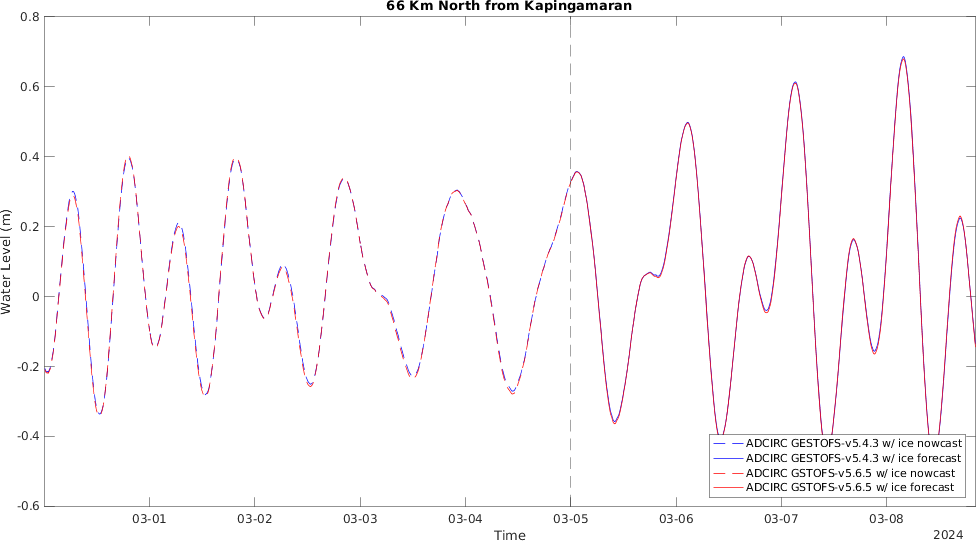 66 Km North from Kapingamaran
0.8
0.6
0.4
0.2
0
-0.2
-0.4
-0.6
Water Level (m)
ADCIRC GESTOFS-v5.4.3 w/ ice nowcast
ADCIRC GESTOFS-v5.4.3 w/ ice forecast
ADCIRC GSTOFS-v5.6.5 w/ ice nowcast
ADCIRC GSTOFS-v5.6.5 w/ ice forecast
03-01 03-02 03-03 03-04 03-05 03-06 03-07 03-08
Time
2024